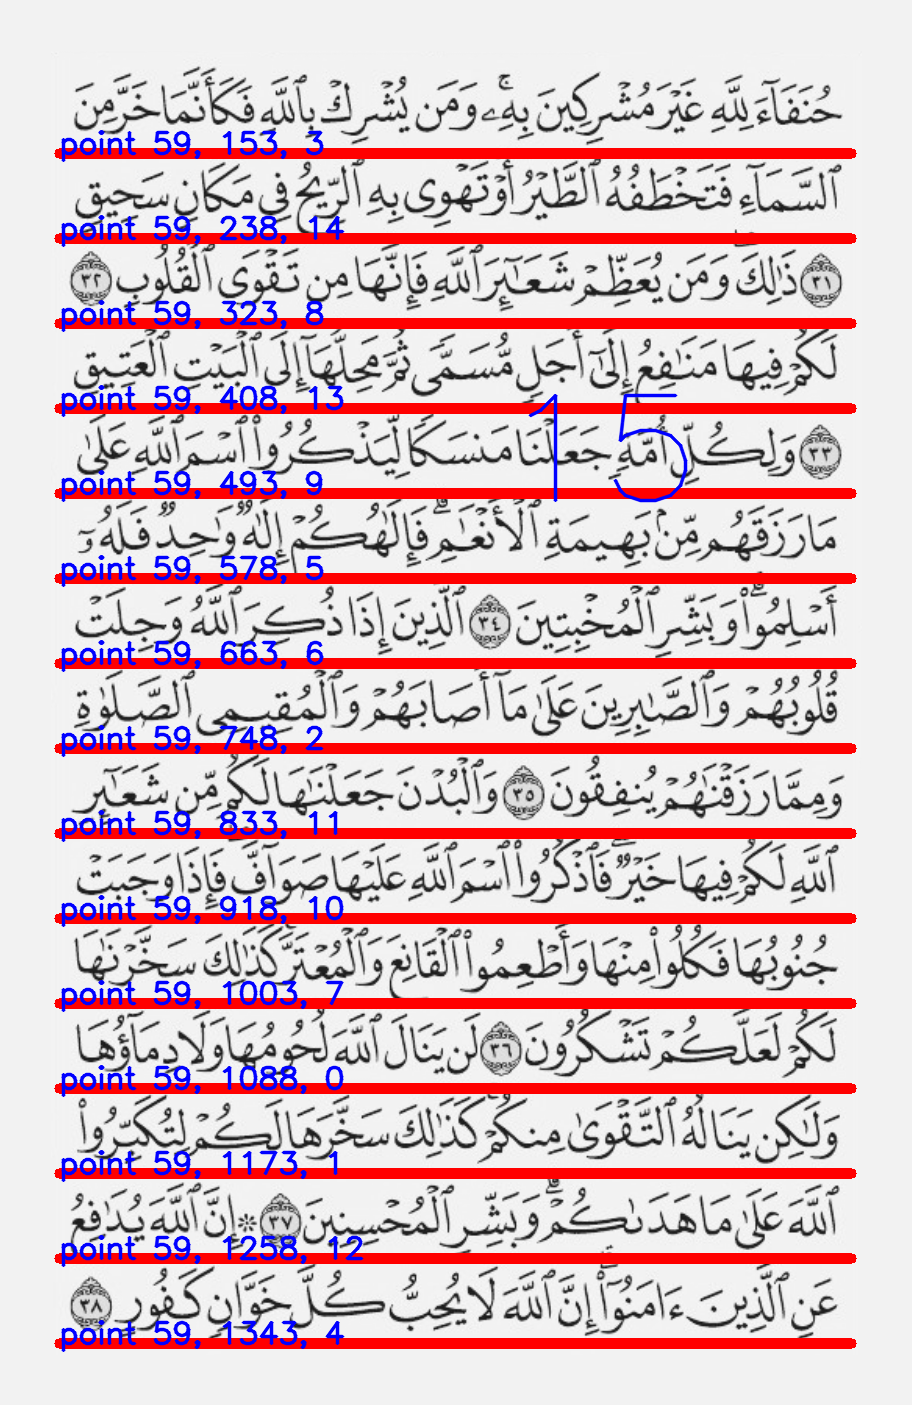 حُنَفَآءَ لِلَّهِ غَيْرَ مُشْرِكِينَ بِهِۦۚ وَمَن يُشْرِكْ بِٱللَّهِ فَكَأَنَّمَا خَرَّ مِنَ
point 59, 153, 3
ٱلسَّمَآءِ فَتَخْطَفُهُ ٱلطَّيْرُ أَوْ تَهْوِى بِهِ ٱلرِّيحُ فِى مَكَانٍ سَحِيقٍ
point 59, 238, 14
٣١ ذَٰلِكَۖ وَمَن يُعَظِّمْ شَعَٰٓئِرَ ٱللَّهِ فَإِنَّهَا مِن تَقْوَى ٱلْقُلُوبِ ٣٢
point 59, 323, 8
لَكُمْ فِيهَا مَنَٰفِعُ إِلَىٰٓ أَجَلٍ مُّسَمًّى ثُمَّ مَحِلُّهَآ إِلَى ٱلْبَيْتِ ٱلْعَتِيقِ
point 59, 408, 13
15
٣٣ وَلِكُلِّ أُمَّةٍ جَعَلْنَا مَنسَكًا لِّيَذْكُرُوا۟ ٱسْمَ ٱللَّهِ عَلَىٰ
point 59, 493, 9
مَا رَزَقَهُم مِّنۢ بَهِيمَةِ ٱلْأَنْعَٰمِۗ فَإِلَٰهُكُمْ إِلَٰهٌ وَٰحِدٌ فَلَهُۥٓ
point 59, 578, 5
أَسْلِمُوا۟ۗ وَبَشِّرِ ٱلْمُخْبِتِينَ ٣٤ ٱلَّذِينَ إِذَا ذُكِرَ ٱللَّهُ وَجِلَتْ
point 59, 663, 6
قُلُوبُهُمْ وَٱلصَّٰبِرِينَ عَلَىٰ مَآ أَصَابَهُمْ وَٱلْمُقِيمِى ٱلصَّلَوٰةِ
point 59, 748, 2
وَمِمَّا رَزَقْنَٰهُمْ يُنفِقُونَ ٣٥ وَٱلْبُدْنَ جَعَلْنَٰهَا لَكُم مِّن شَعَٰٓئِرِ
point 59, 833, 11
ٱللَّهِ لَكُمْ فِيهَا خَيْرٌۖ فَٱذْكُرُوا۟ ٱسْمَ ٱللَّهِ عَلَيْهَا صَوَآفَّۖ فَإِذَا وَجَبَتْ
point 59, 918, 10
جُنُوبُهَا فَكُلُوا۟ مِنْهَا وَأَطْعِمُوا۟ ٱلْقَانِعَ وَٱلْمُعْتَرَّۚ كَذَٰلِكَ سَخَّرْنَٰهَا
point 59, 1003, 7
لَكُمْ لَعَلَّكُمْ تَشْكُرُونَ ٣٦ لَن يَنَالَ ٱللَّهَ لُحُومُهَا وَلَا دِمَآؤُهَا
point 59, 1088, 0
وَلَٰكِن يَنَالُهُ ٱلتَّقْوَىٰ مِنكُمْۚ كَذَٰلِكَ سَخَّرَهَا لَكُمْ لِتُكَبِّرُوا۟
point 59, 1173, 1
ٱللَّهَ عَلَىٰ مَا هَدَىٰكُمْۗ وَبَشِّرِ ٱلْمُحْسِنِينَ ٣٧ ۞ إِنَّ ٱللَّهَ يُدَٰفِعُ
point 59, 1258, 12
عَنِ ٱلَّذِينَ ءَامَنُوٓا۟ۗ إِنَّ ٱللَّهَ لَا يُحِبُّ كُلَّ خَوَّانٍ كَفُورٍ ٣٨
point 59, 1343, 4